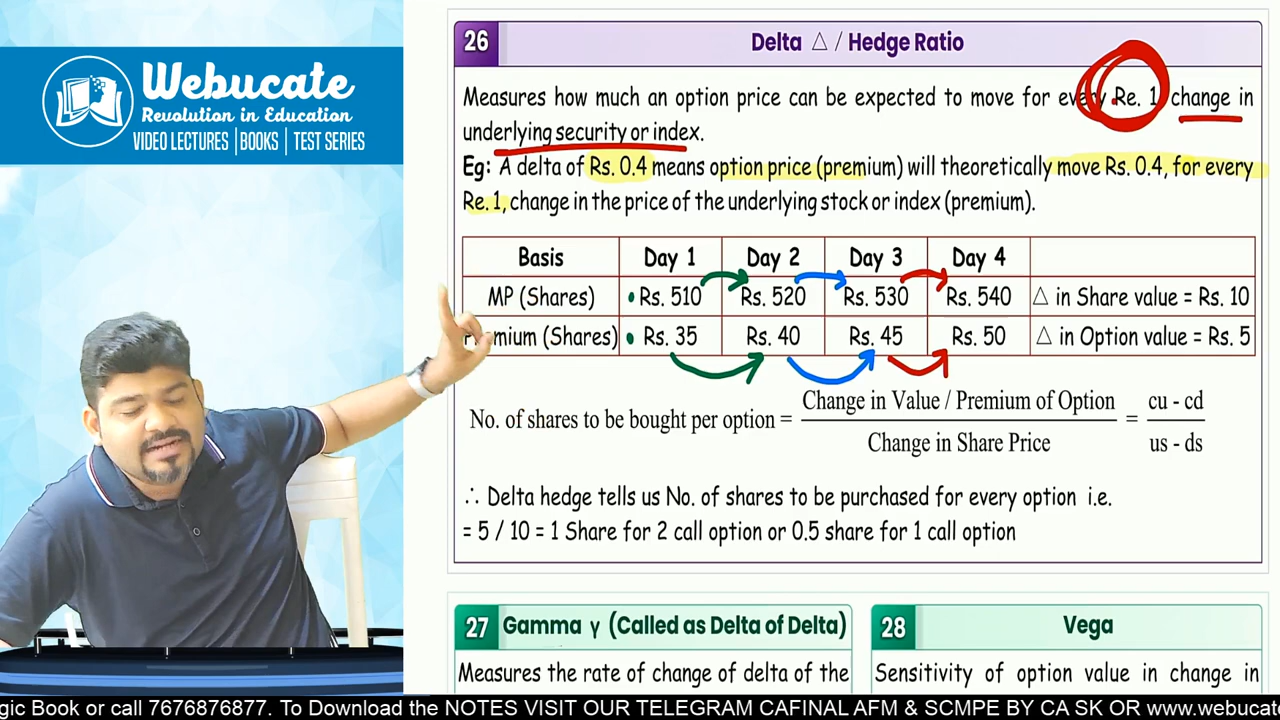 Webucate
Revolution in Education
VIDEO LECTURES | BOOKS | TEST SERIES
26 Delta △ / Hedge Ratio
Measures how much an option price can be expected to move for every Re. 1 change in
underlying security or index.
Eg: A delta of Rs. 0.4 means option price (premium) will theoretically move Rs. 0.4, for every
Re. 1, change in the price of the underlying stock or index (premium).
Basis Day 1 Day 2 Day 3 Day 4
MP (Shares) Rs. 510 Rs. 520 Rs. 530 Rs. 540 △ in Share value = Rs. 10
Premium (Shares) Rs. 35 Rs. 40 Rs. 45 Rs. 50 △ in Option value = Rs. 5
No. of shares to be bought per option = Change in Value / Premium of Option = cu - cd
Change in Share Price us - ds
∴ Delta hedge tells us No. of shares to be purchased for every option i.e.
= 5 / 10 = 1 Share for 2 call option or 0.5 share for 1 call option
27 Gamma γ (Called as Delta of Delta)
Measures the rate of change of delta of the
28 Vega
Sensitivity of option value in change in
gic Book or call 7676876877. To Download the NOTES VISIT OUR TELEGRAM CAFINAL AFM & SCMPE BY CA SK OR www.webucate